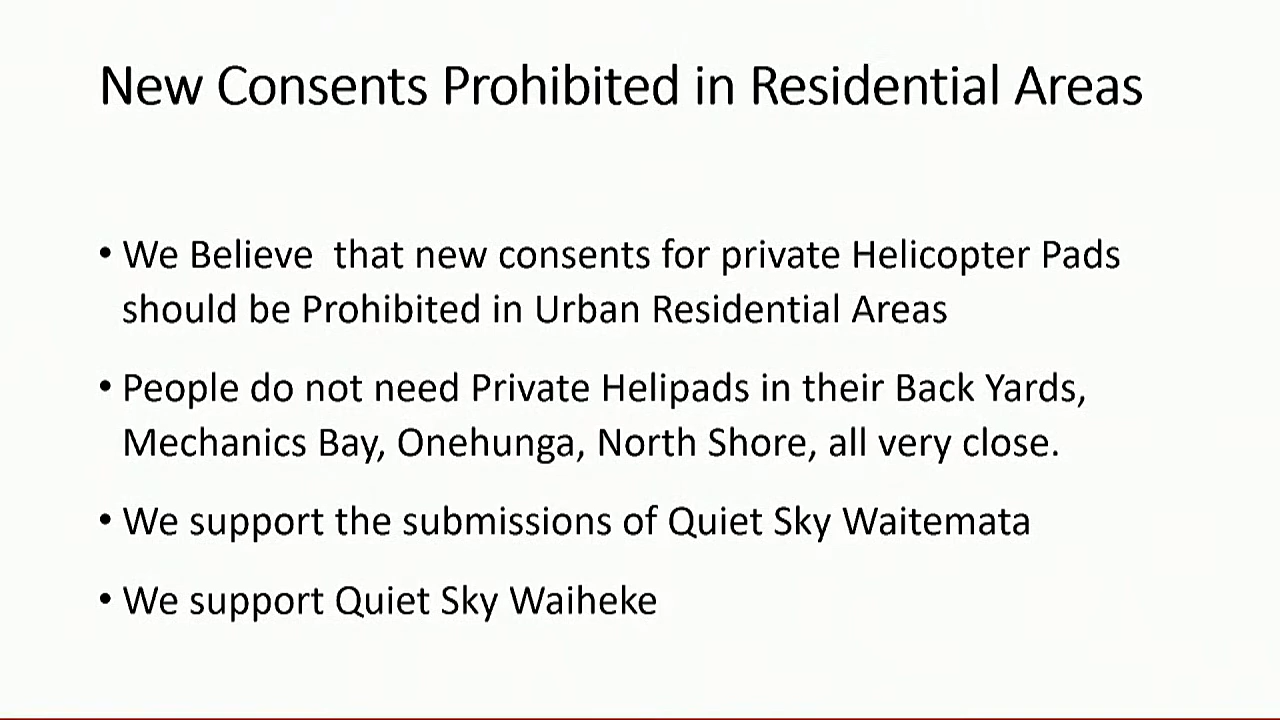 New Consents Prohibited in Residential Areas
• We Believe  that new consents for private Helicopter Pads
should be Prohibited in Urban Residential Areas
• People do not need Private Helipads in their Back Yards,
Mechanics Bay, Onehunga, North Shore, all very close.
• We support the submissions of Quiet Sky Waitemata
• We support Quiet Sky Waiheke